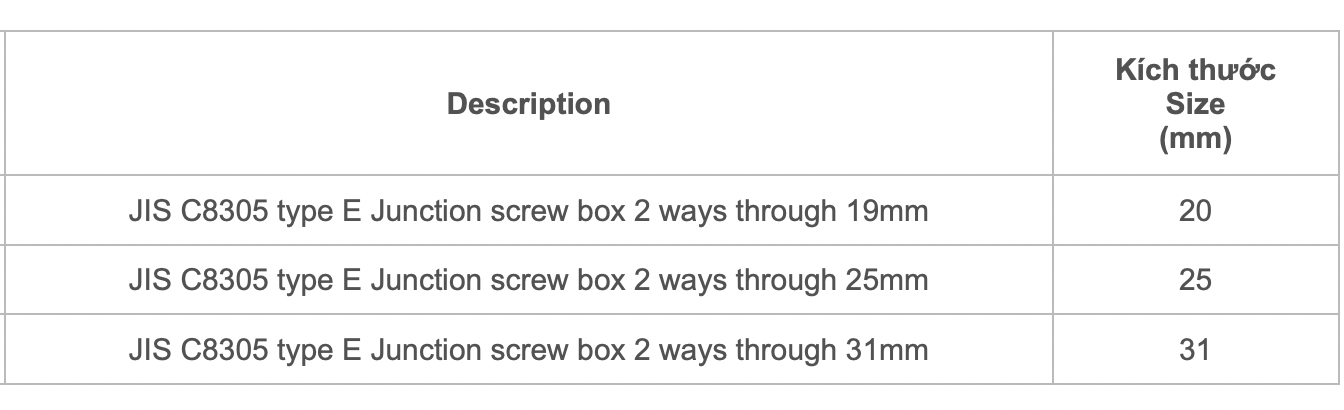 Description
Kích thước
Size
(mm)
JIS C8305 type E Junction screw box 2 ways through 19mm
20
JIS C8305 type E Junction screw box 2 ways through 25mm
25
JIS C8305 type E Junction screw box 2 ways through 31mm
31